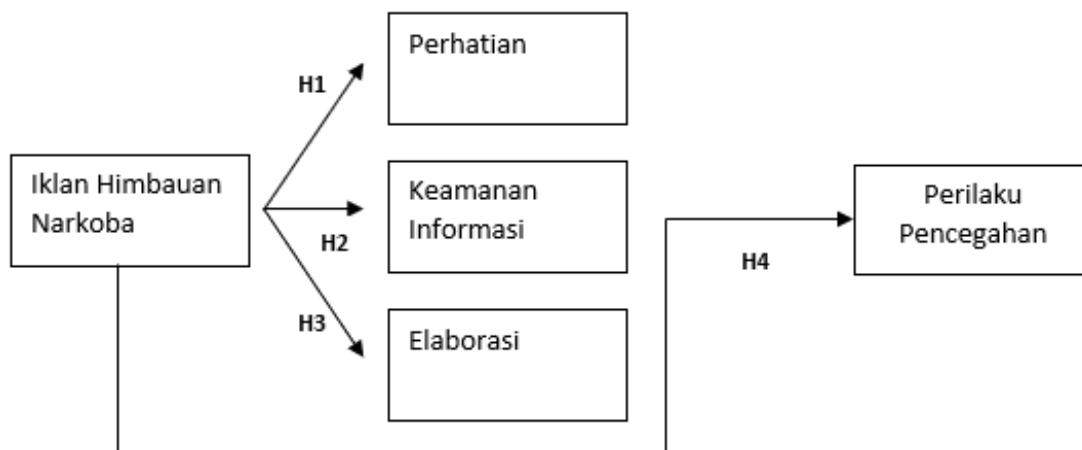 Perhatian
H1
Iklan Himbauan
Narkoba
Keamanan
Informasi
H2
Perilaku
Pencegahan
H4
H3
Elaborasi